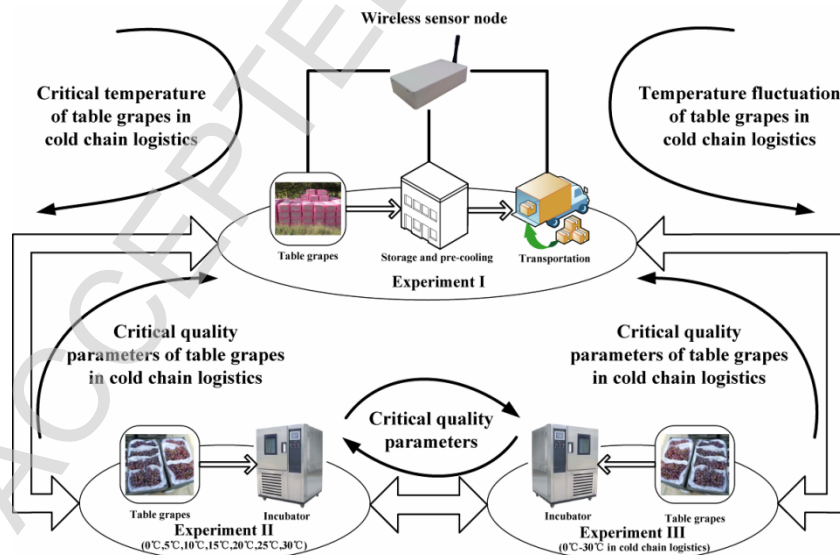 Wireless sensor node
Critical temperature
of table grapes in
cold chain logistics
Temperature fluctuation
of table grapes in
cold chain logistics
Table grapes
Storage and pre-cooling
Transportation
Experiment I
Critical quality
parameters of table grapes
in cold chain logistics
Critical quality
parameters of table grapes
in cold chain logistics
Critical quality
parameters
Table grapes
Incubator
Experiment II
(0℃,5℃,10℃,15℃,20℃,25℃,30℃)
Incubator
Table grapes
Experiment III
(0℃-30℃ in cold chain logistics)
ACCEPTE